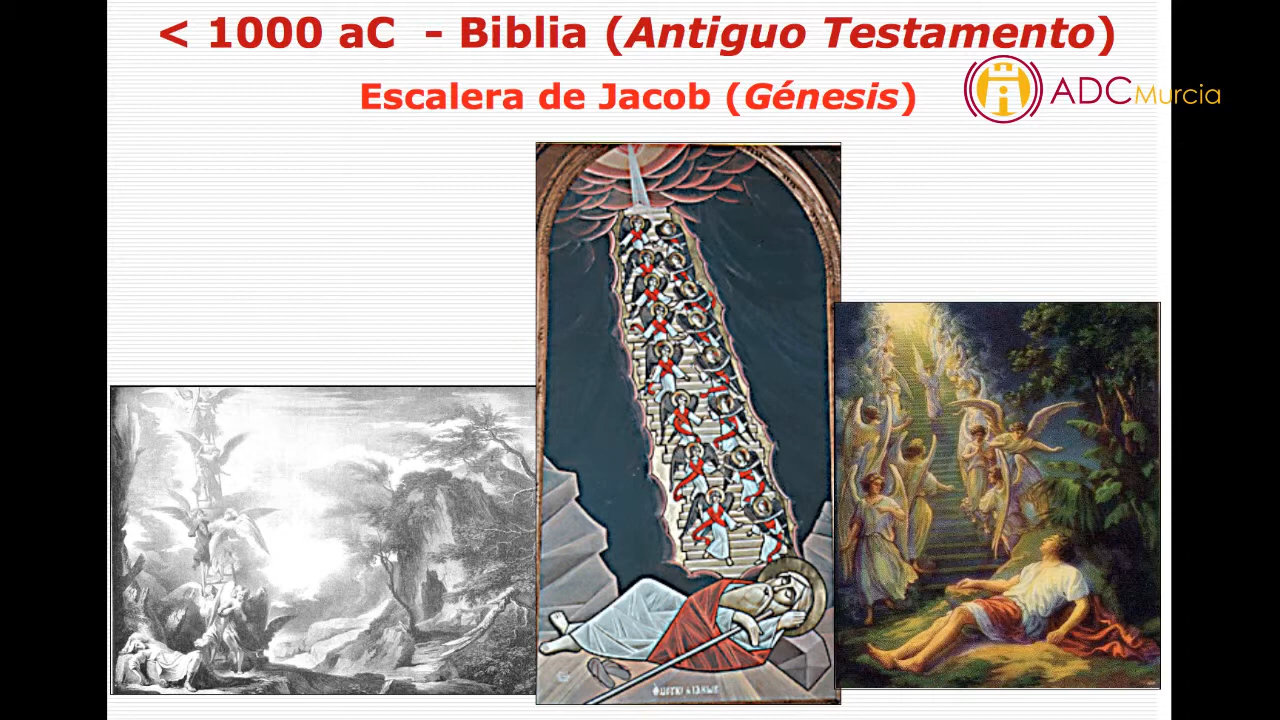 < 1000 aC - Biblia (Antiguo Testamento)
Escalera de Jacob (Génesis)
ADCMurcia